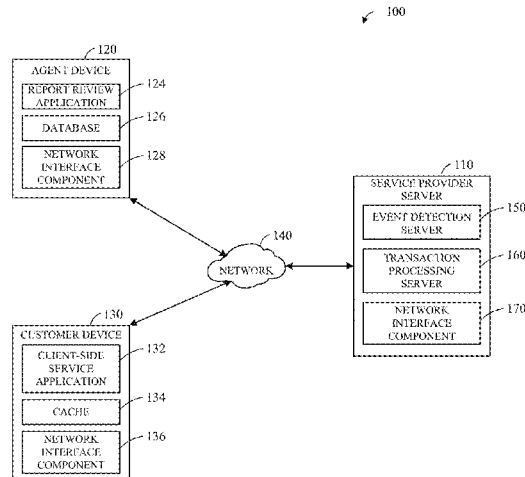 100
120
AGENT DEVICE
REPORT REVIEW
APPLICATION
124
DATABASE
126
NETWORK
INTERFACE
COMPONENT
128
110
SERVICE PROVIDER
SERVER
EVENT DETECTION
SERVER
150
TRANSACTION
PROCESSING
SERVER
160
NETWORK
INTERFACE
COMPONENT
170
140
NETWORK
130
CUSTOMER DEVICE
CLIENT-SIDE
SERVICE
APPLICATION
132
CACHE
134
NETWORK
INTERFACE
COMPONENT
136